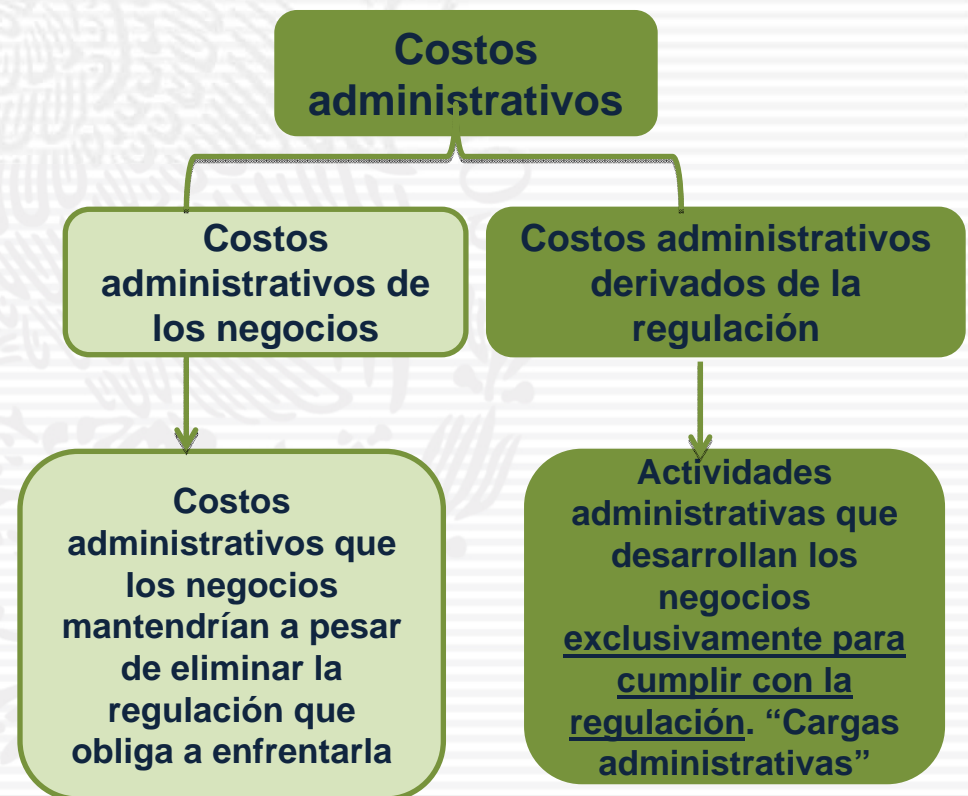 Costos
administrativos
Costos
administrativos de
los negocios
Costos administrativos
derivados de la
regulación
Costos
administrativos que
los negocios
mantendrían a pesar
de eliminar la
regulación que
obliga a enfrentarla
Actividades
administrativas que
desarrollan los
negocios
exclusivamente para
cumplir con la
regulación. “Cargas
administrativas”